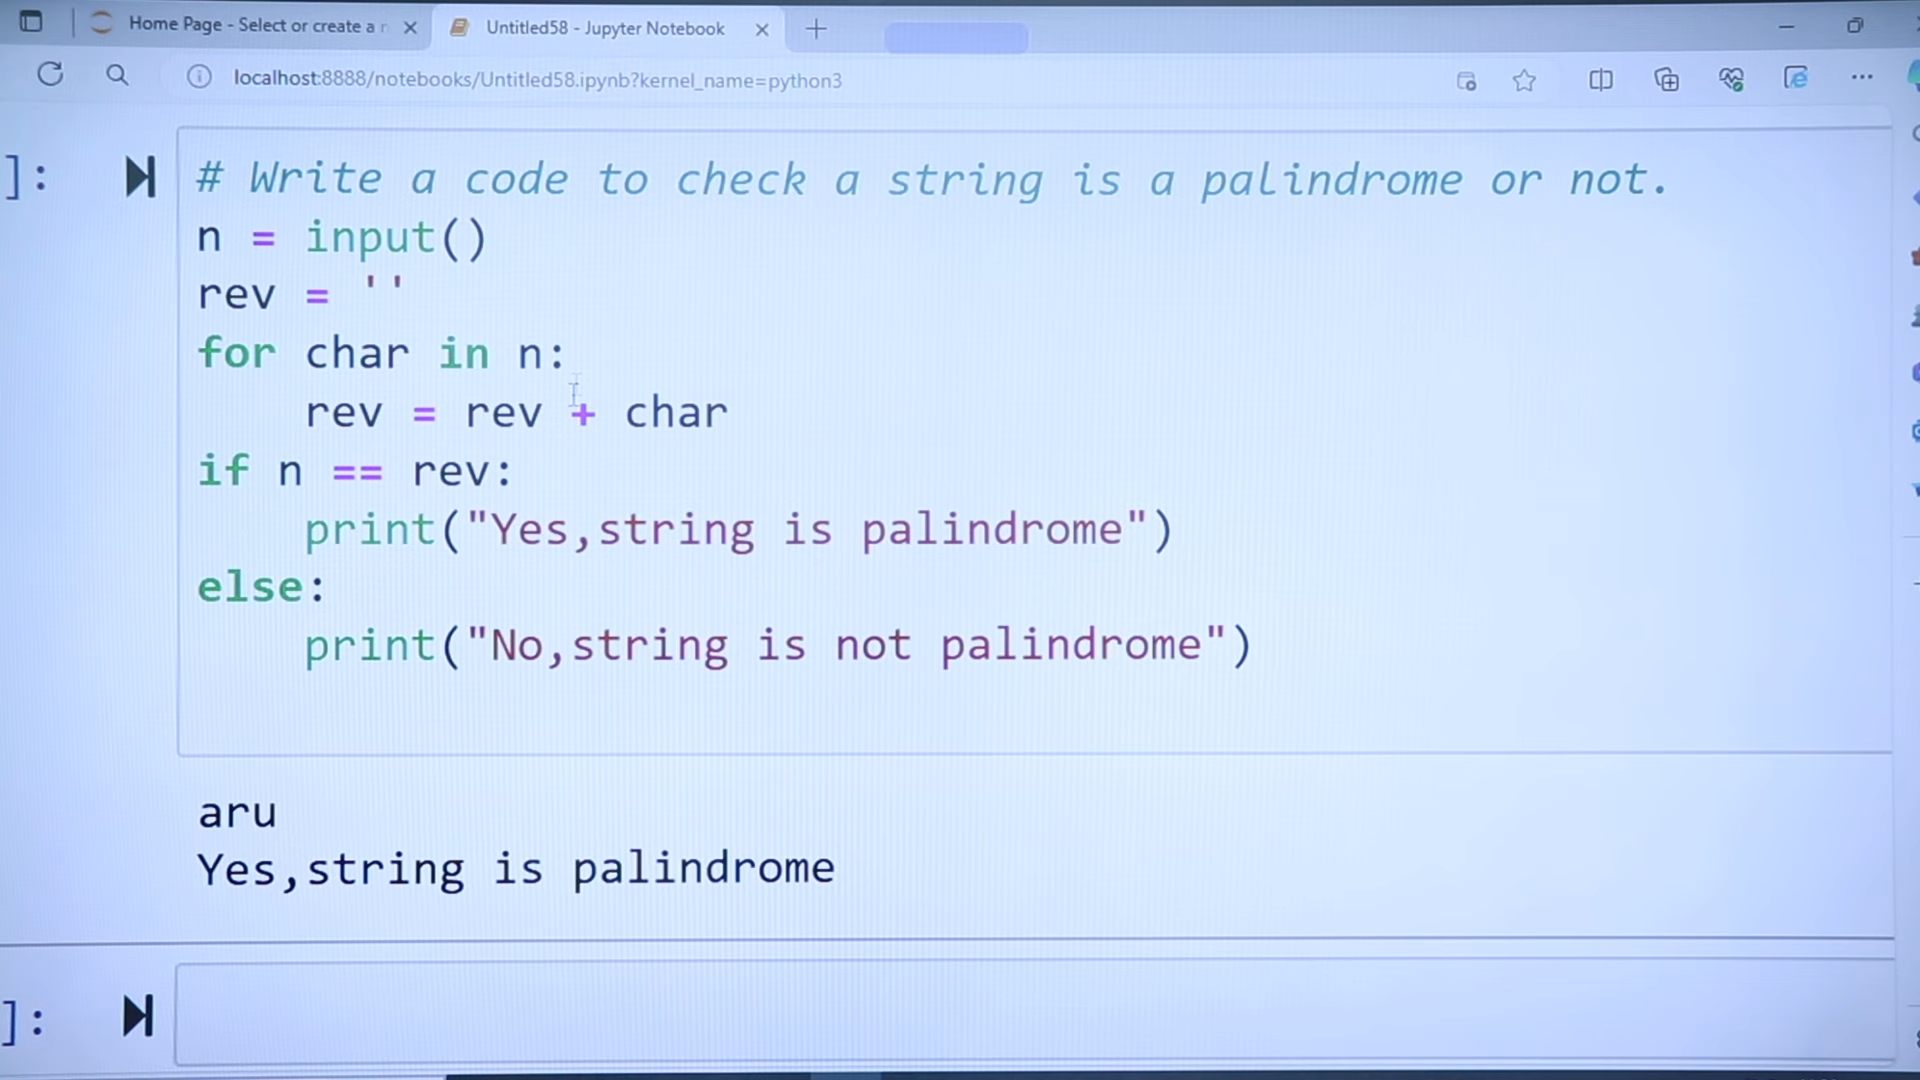 Home Page - Select or create a n
Untitled58 - Jupyter Notebook
localhost:8888/notebooks/Untitled58.ipynb?kernel_name=python3
]:
# Write a code to check a string is a palindrome or not.
n = input()
rev = ''
for char in n:
    rev = rev + char
if n == rev:
    print("Yes,string is palindrome")
else:
    print("No,string is not palindrome")
aru
Yes,string is palindrome
]: